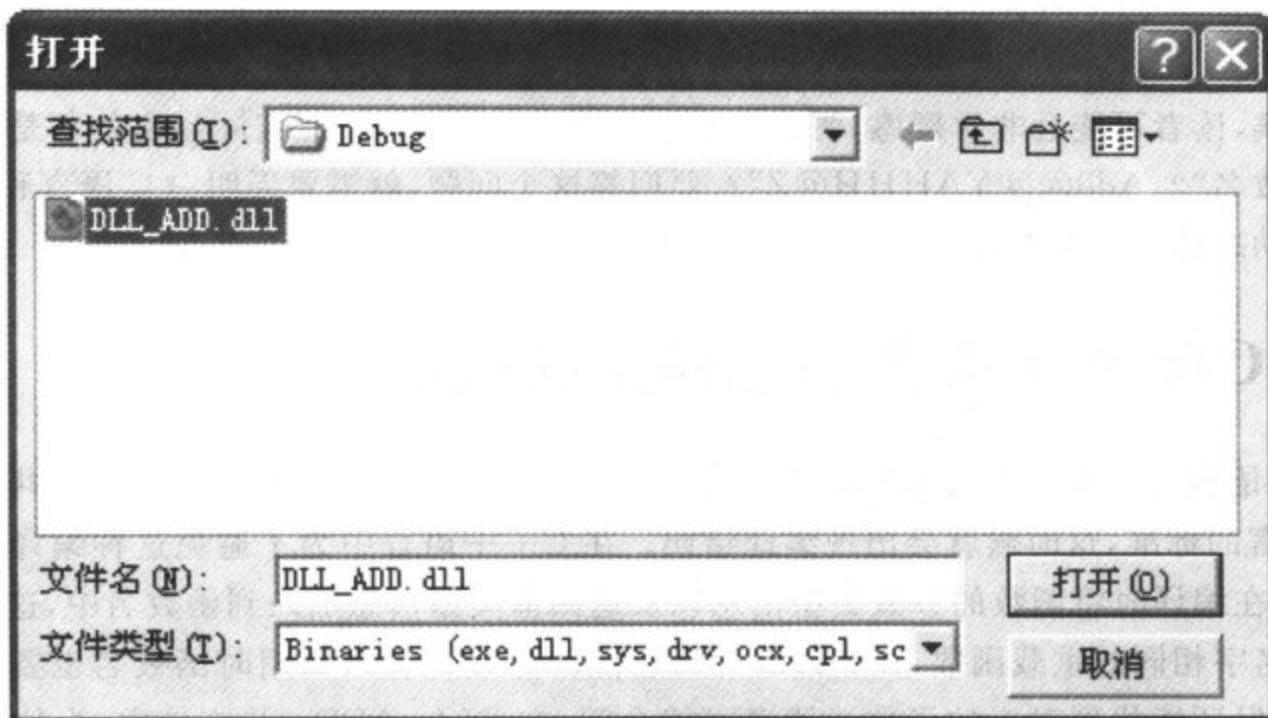 打开
查找范围(I): Debug
DLL_ADD.dll
文件名(N): DLL_ADD.dll 打开(O)
文件类型(T): Binaries (exe,dll,sys,drv,ocx,cpl,sc 取消